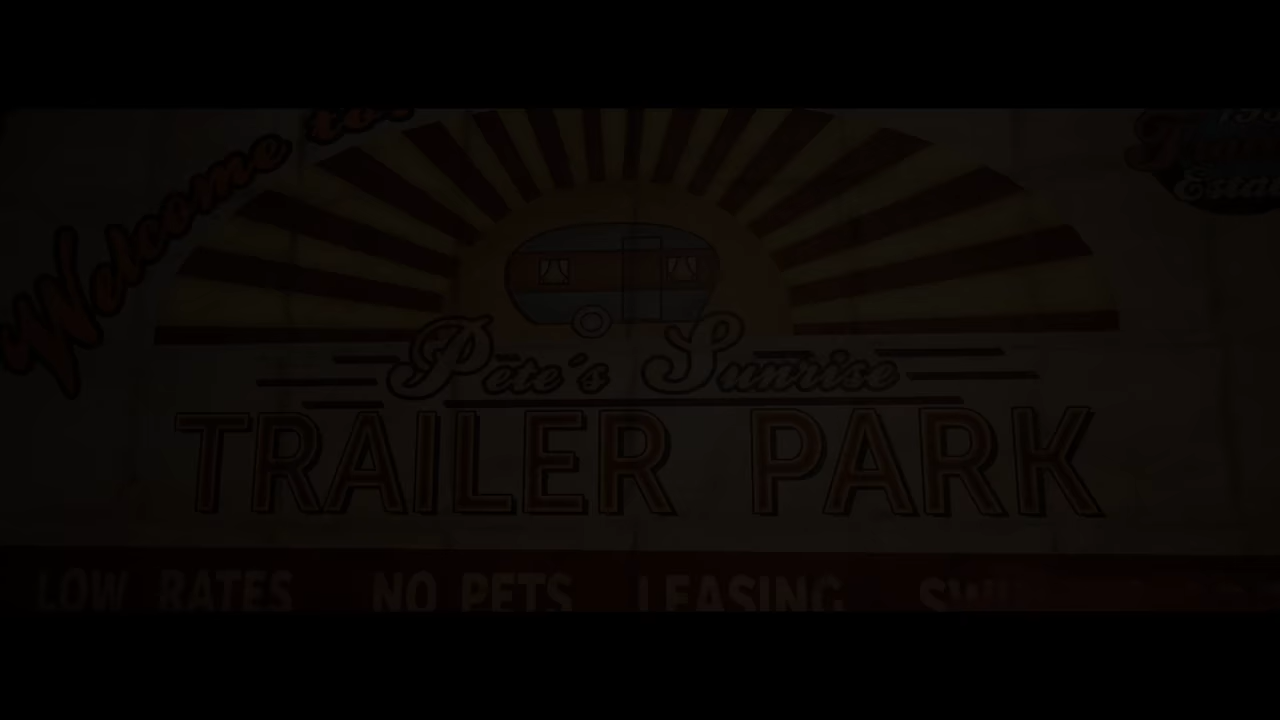 Welcome to:
Pete's Sunrise
TRAILER PARK
LOW RATES NO PETS LEASING